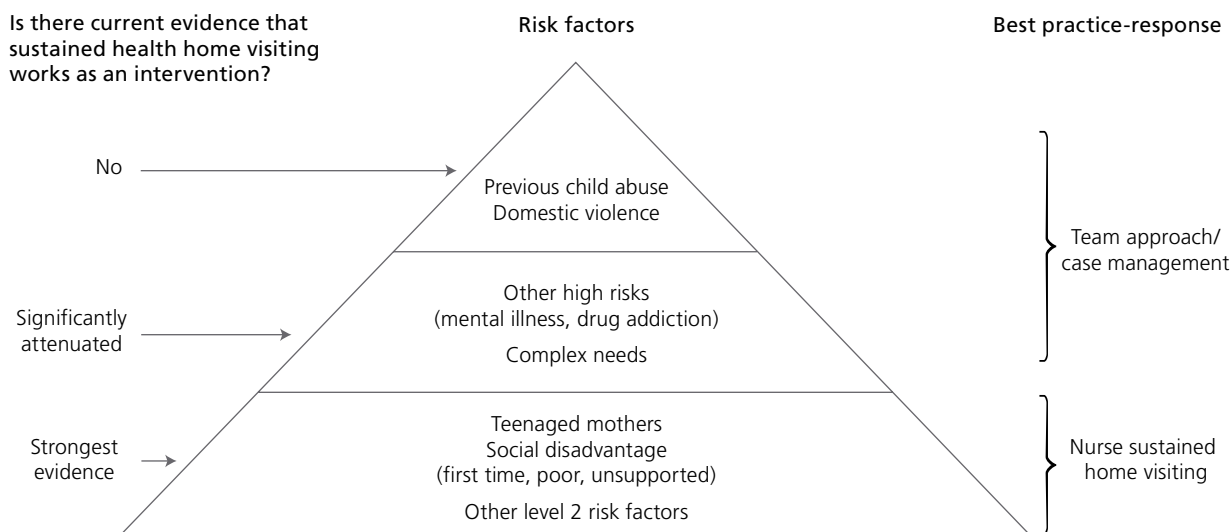 Is there current evidence that
sustained health home visiting
works as an intervention?
Risk factors
Best practice-response
No
Previous child abuse
Domestic violence
Team approach/
case management
Significantly
attenuated
Other high risks
(mental illness, drug addiction)
Complex needs
Strongest
evidence
Teenaged mothers
Social disadvantage
(first time, poor, unsupported)
Other level 2 risk factors
Nurse sustained
home visiting